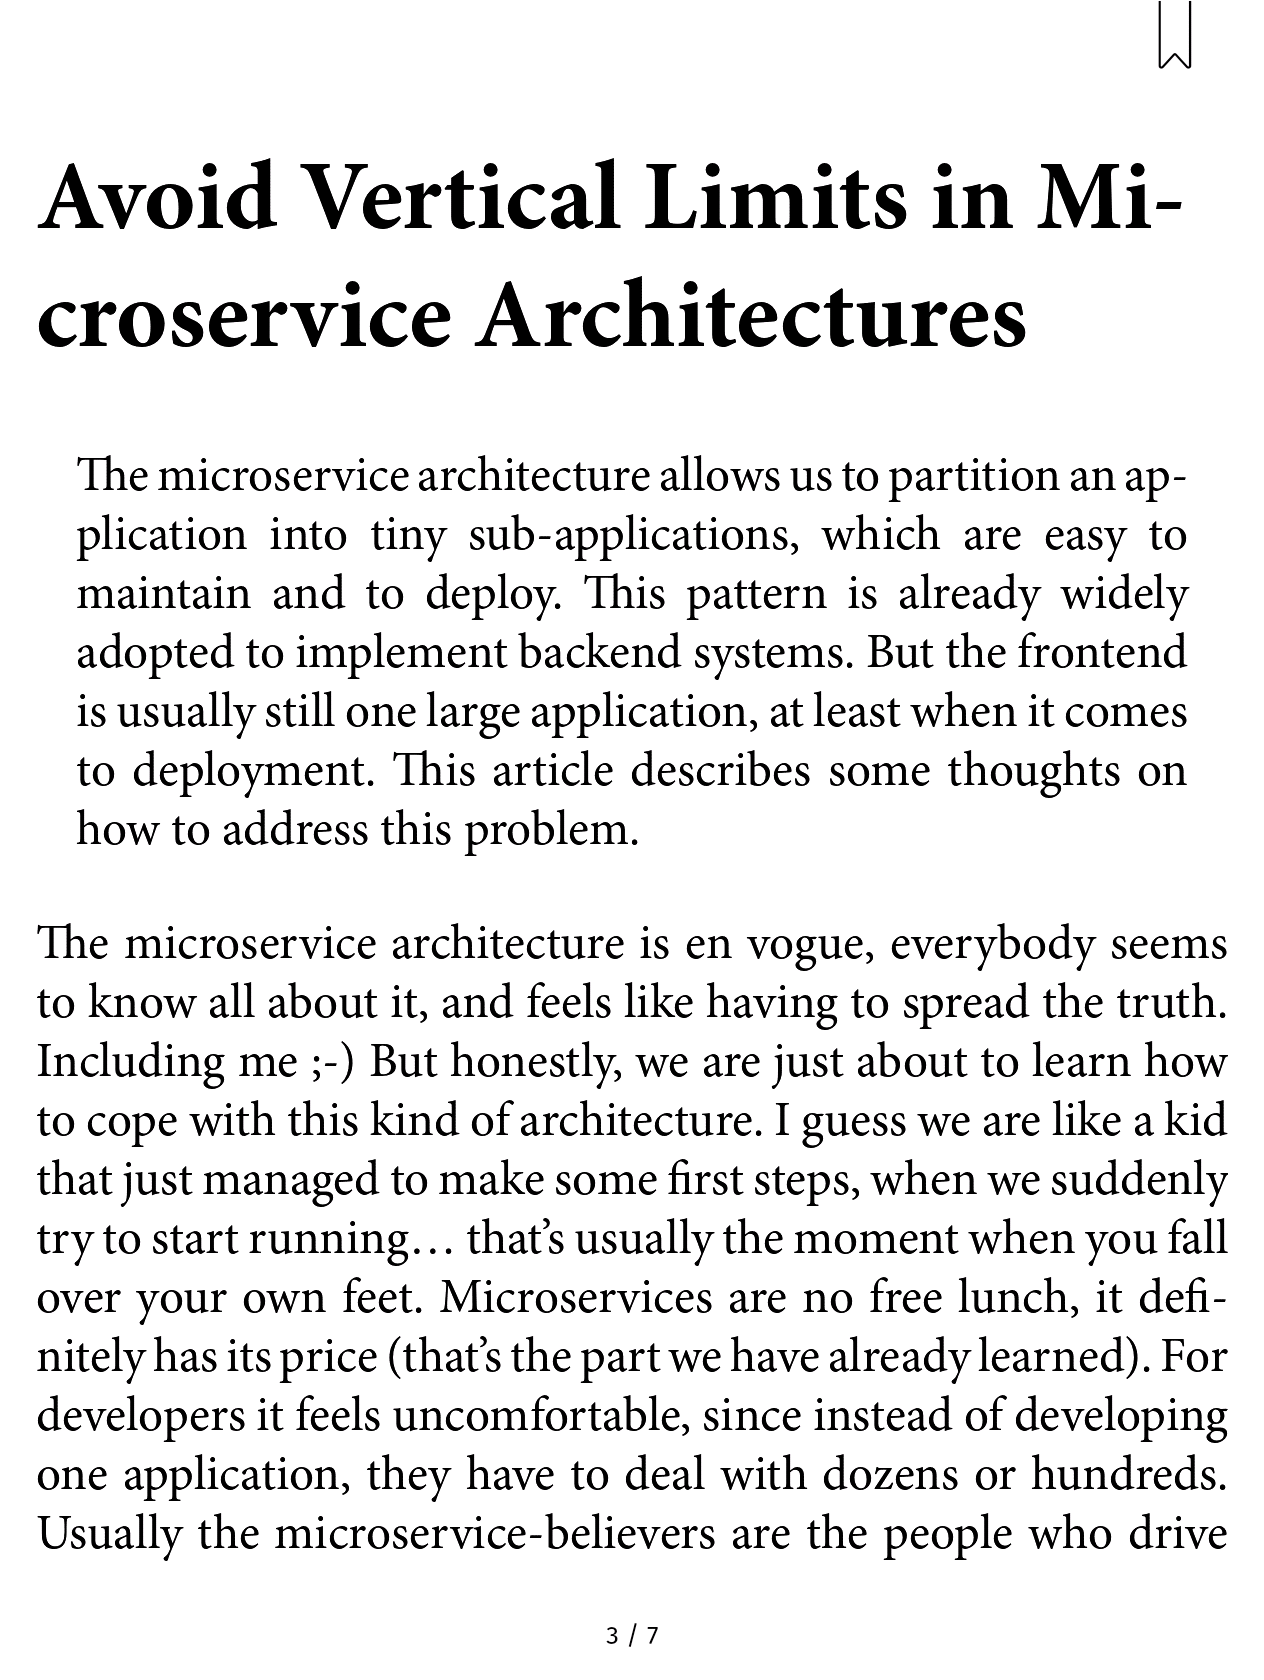 Avoid Vertical Limits in Mi-
croservice Architectures
The microservice architecture allows us to partition an ap-
plication into tiny sub-applications, which are easy to
maintain and to deploy. This pattern is already widely
adopted to implement backend systems. But the frontend
is usually still one large application, at least when it comes
to deployment. This article describes some thoughts on
how to address this problem.
The microservice architecture is en vogue, everybody seems
to know all about it, and feels like having to spread the truth.
Including me ;-) But honestly, we are just about to learn how
to cope with this kind of architecture. I guess we are like a kid
that just managed to make some first steps, when we suddenly
try to start running… that’s usually the moment when you fall
over your own feet. Microservices are no free lunch, it defi-
nitely has its price (that’s the part we have already learned). For
developers it feels uncomfortable, since instead of developing
one application, they have to deal with dozens or hundreds.
Usually the microservice-believers are the people who drive
3 / 7